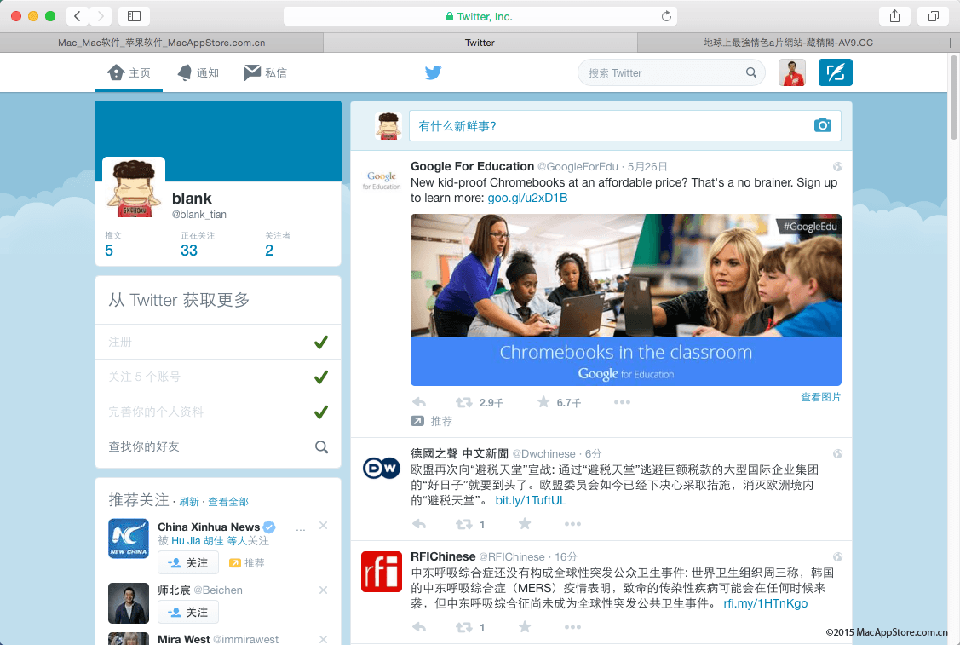 Twitter, Inc.
Mac_Mac软件_苹果软件_MacAppStore.com.cn
Twitter
地球上最強情色a片網站-藏精閣-AV9.CC
主页
通知
私信
搜索 Twitter
blank
@blank_tian
推文
正在关注
关注者
5
33
2
从 Twitter 获取更多
注册
关注 5 个账号
完善你的个人资料
查找你的好友
推荐关注 · 刷新 · 查看全部
China Xinhua News
被 Hu Jia 胡佳 等人关注
NEW CHINA
关注
推荐
师北宸 @Beichen
关注
Mira West @immirawest
有什么新鲜事?
Google For Education @GoogleForEdu · 5月26日
Google
for Education
New kid-proof Chromebooks at an affordable price? That's a no brainer. Sign up
to learn more: goo.gl/u2xD1B
#GoogleEdu
Chromebooks in the classroom
Google for Education
2.9千
6.7千
查看图片
推荐
DW
德國之聲 中文新聞 @Dwchinese · 6分
欧盟再次向“避税天堂”宣战: 通过“避税天堂”逃避巨额税款的大型国际企业集团
的“好日子”就要到头了。欧盟委员会如今已经下决心采取措施，消灭欧洲境内
的“避税天堂”。 bit.ly/1TuftUL
1
rfi
RFIChinese @RFIChinese · 16分
中东呼吸综合症还没有构成全球性突发公众卫生事件: 世界卫生组织周三称，韩国
的中东呼吸综合症（MERS）疫情表明，致命的传染性疾病可能会在任何时候来
袭，但中东呼吸综合征尚未成为全球性突发公共卫生事件。 rfi.my/1HTnKgo
1
©2015 MacAppStore.com.cn